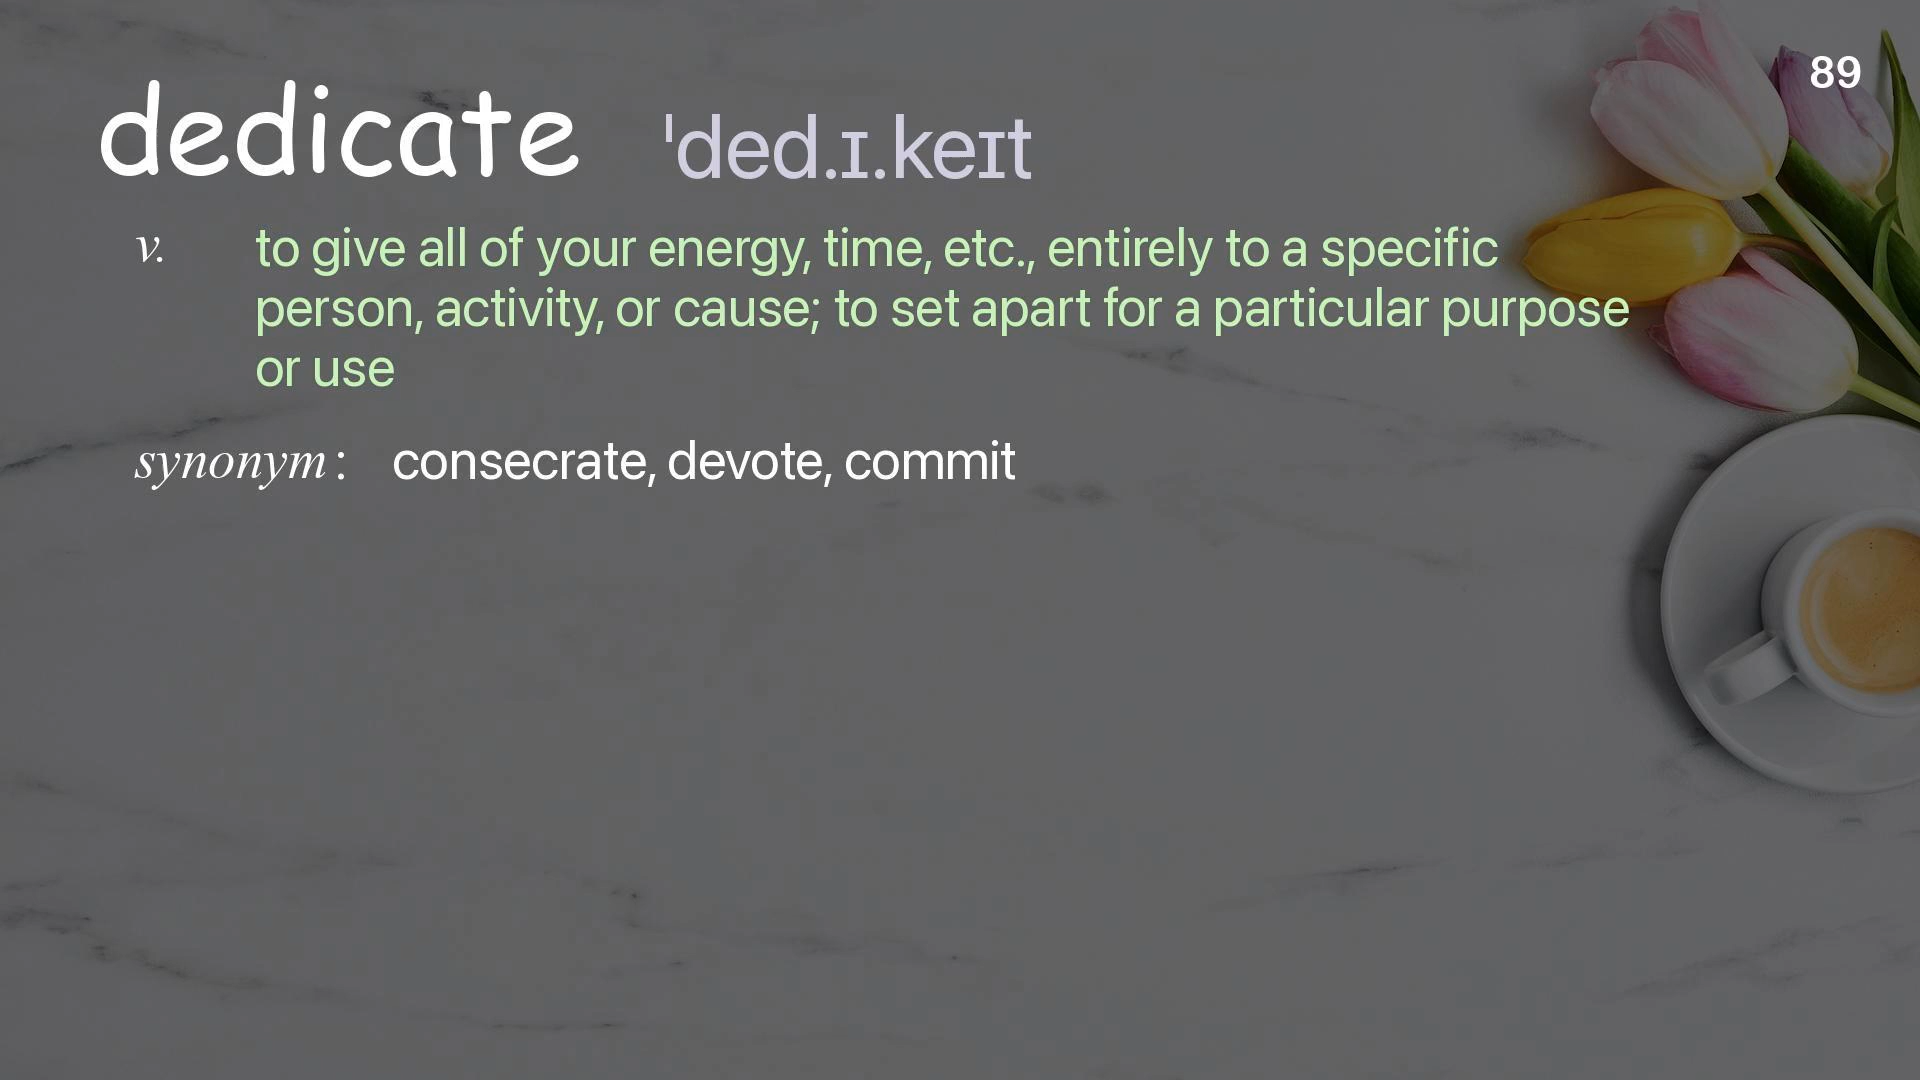 89
dedicate ˈded.ɪ.keɪt
v. to give all of your energy, time, etc., entirely to a specific
person, activity, or cause; to set apart for a particular purpose
or use
synonym : consecrate, devote, commit